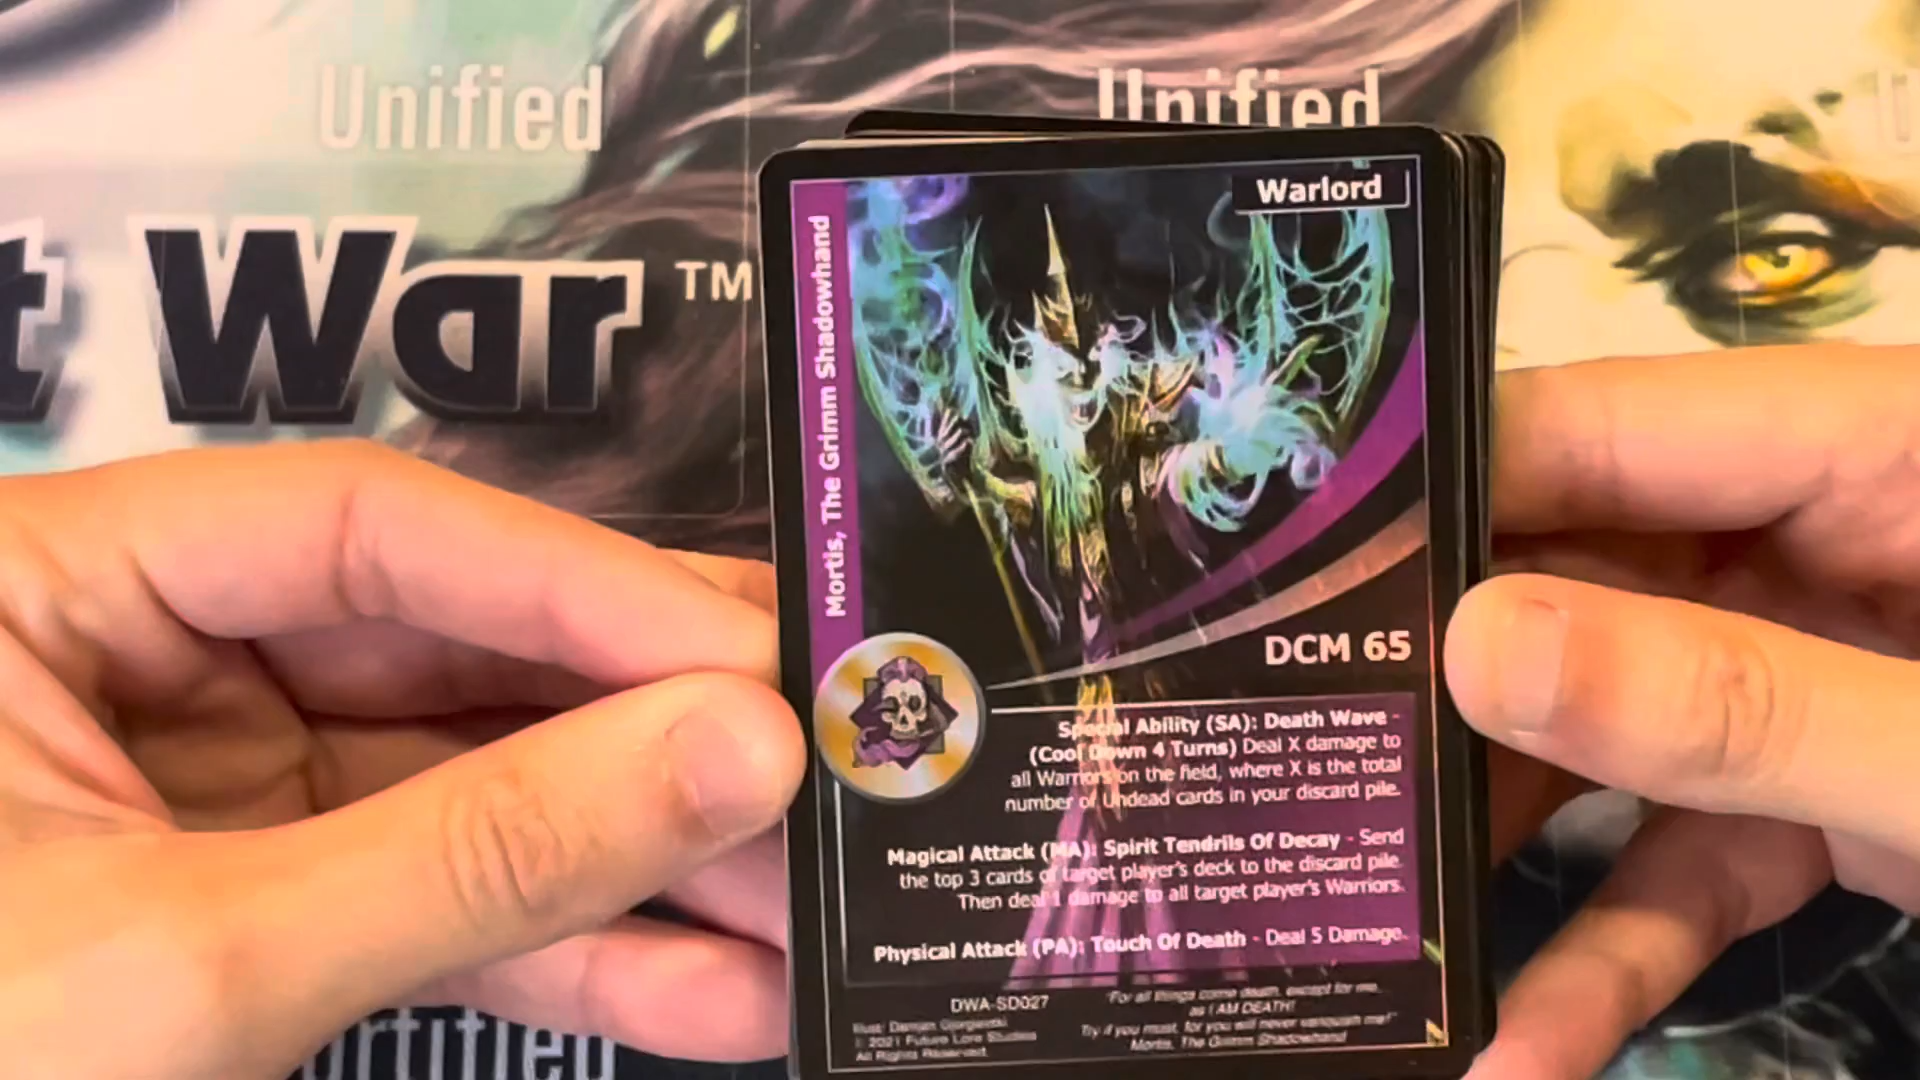 Unified
Unified
t War ™
Warlord
Mortis, The Grimm Shadowhand
DCM 65
Special Ability (SA): Death Wave -
(Cool Down 4 Turns) Deal X damage to
all Warriors on the field, where X is the total
number of Undead cards in your discard pile.
Magical Attack (MA): Spirit Tendrils Of Decay - Send
the top 3 cards of target player's deck to the discard pile.
Then deal 1 damage to all target player's Warriors.
Physical Attack (PA): Touch Of Death - Deal 5 Damage.
DWA-SD027
"For all things come death, except for me,
as I AM DEATH!
Try if you must, for you will never vanquish me!"
Mortis, The Grimm Shadowhand
Illust: Damjan
© 2021 Future Lore Studios
All Rights Reserved.
ortified